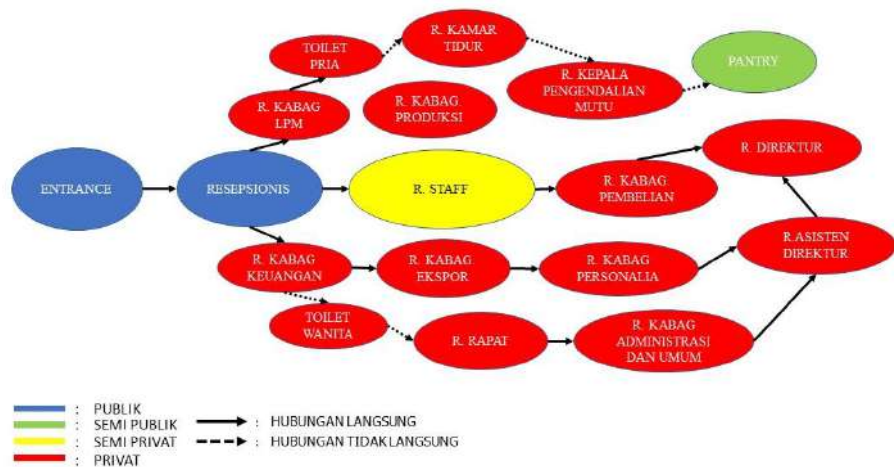 R. KAMAR
TIDUR
TOILET
PRIA
PANTRY
R. KEPALA
PENGENDALIAN
MUTU
R. KABAG
LPM
R. KABAG
PRODUKSI
R. DIREKTUR
ENTRANCE
RESEPSIONIS
R. STAFF
R. KABAG
PEMBELIAN
R.ASISTEN
DIREKTUR
R. KABAG
KEUANGAN
R. KABAG
EKSPOR
R. KABAG
PERSONALIA
TOILET
WANITA
R. RAPAT
R. KABAG
ADMINISTRASI
DAN UMUM
: PUBLIK
: SEMI PUBLIK
: SEMI PRIVAT
: PRIVAT
: HUBUNGAN LANGSUNG
: HUBUNGAN TIDAK LANGSUNG